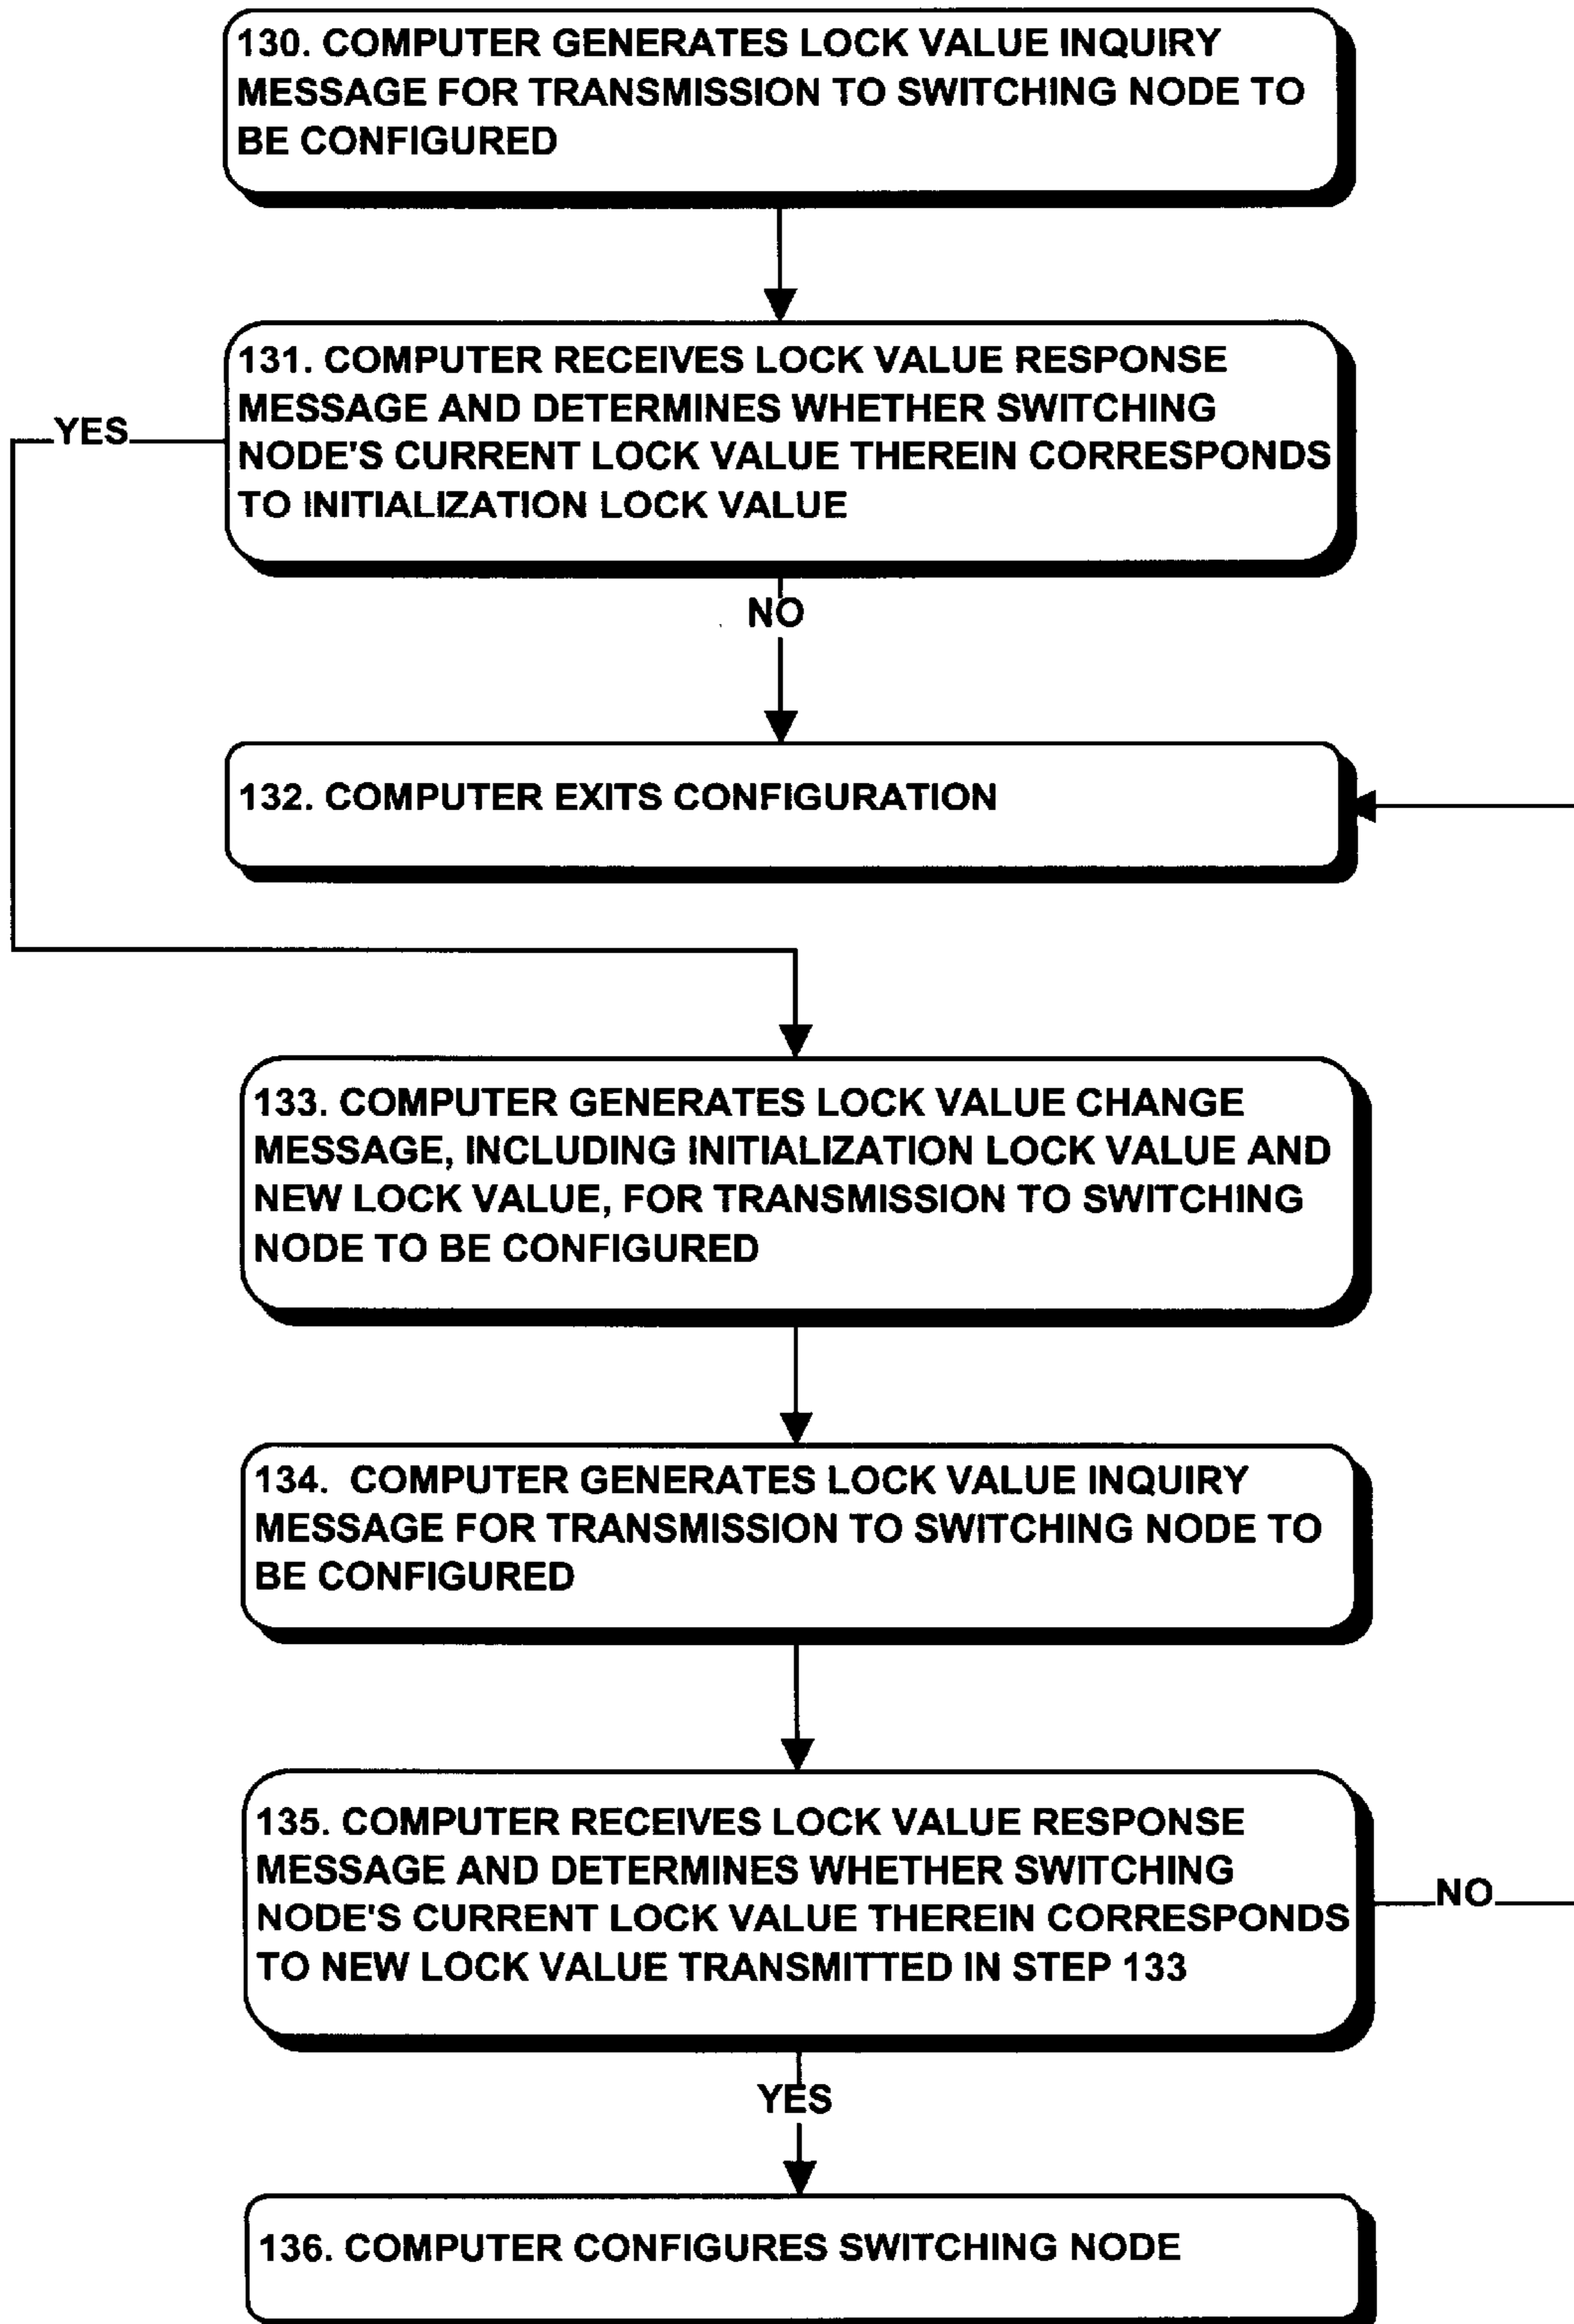 130. COMPUTER GENERATES LOCK VALUE INQUIRY
MESSAGE FOR TRANSMISSION TO SWITCHING NODE TO
BE CONFIGURED
131. COMPUTER RECEIVES LOCK VALUE RESPONSE
MESSAGE AND DETERMINES WHETHER SWITCHING
NODE'S CURRENT LOCK VALUE THEREIN CORRESPONDS
TO INITIALIZATION LOCK VALUE
YES
NO
132. COMPUTER EXITS CONFIGURATION
133. COMPUTER GENERATES LOCK VALUE CHANGE
MESSAGE, INCLUDING INITIALIZATION LOCK VALUE AND
NEW LOCK VALUE, FOR TRANSMISSION TO SWITCHING
NODE TO BE CONFIGURED
134. COMPUTER GENERATES LOCK VALUE INQUIRY
MESSAGE FOR TRANSMISSION TO SWITCHING NODE TO
BE CONFIGURED
135. COMPUTER RECEIVES LOCK VALUE RESPONSE
MESSAGE AND DETERMINES WHETHER SWITCHING
NODE'S CURRENT LOCK VALUE THEREIN CORRESPONDS
TO NEW LOCK VALUE TRANSMITTED IN STEP 133
NO
YES
136. COMPUTER CONFIGURES SWITCHING NODE